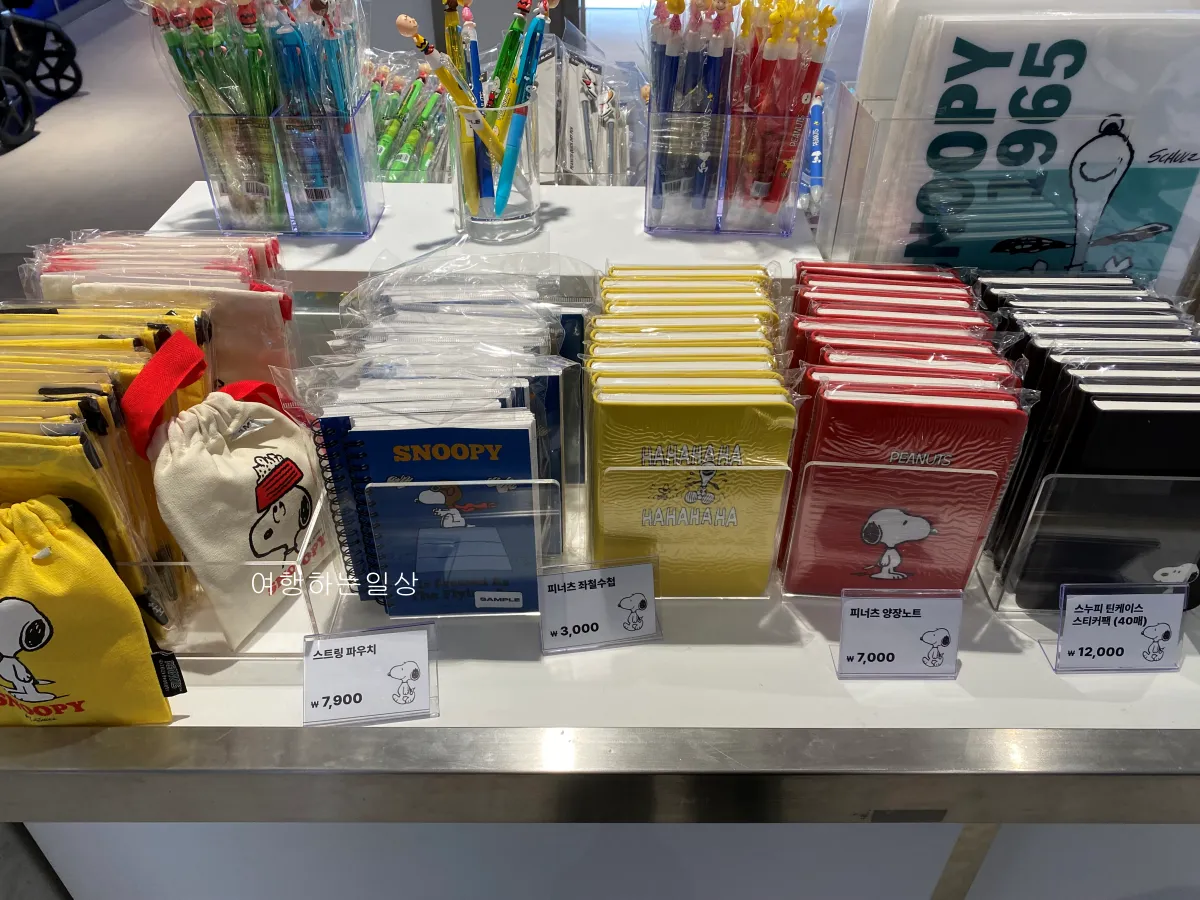 SNOOPY
1965
SCHULZ
SNOOPY
SNOOPY
SNOOPY
SAMPLE
HAHAHAHA
HAHAHAHA
PEANUTS
여행하는일상
스트링 파우치
₩ 7,900
피너츠 좌철수첩
₩ 3,000
피너츠 양장노트
₩ 7,000
스누피 틴케이스
스티커팩 (40매)
₩ 12,000